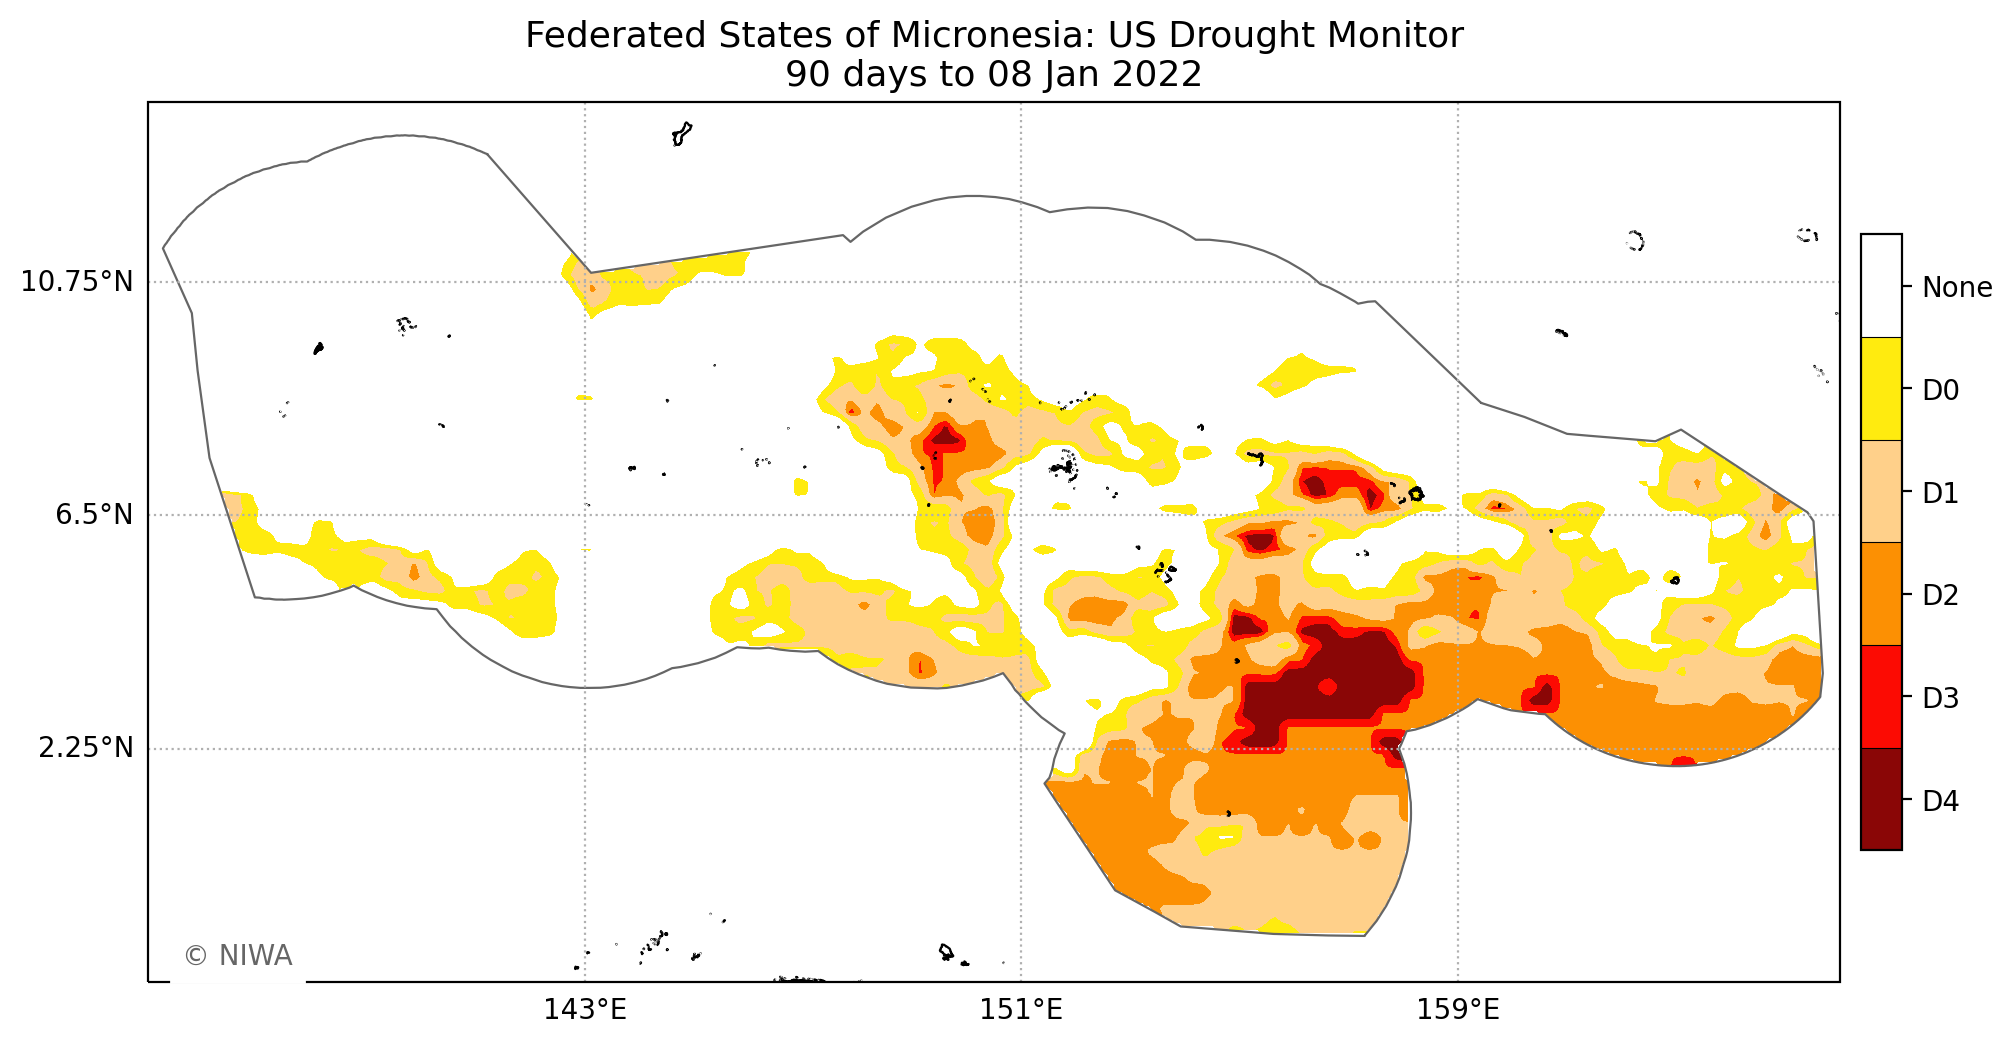 Federated States of Micronesia: US Drought Monitor
90 days to 08 Jan 2022
10.75°N
6.5°N
2.25°N
143°E
151°E
159°E
None
D0
D1
D2
D3
D4
© NIWA